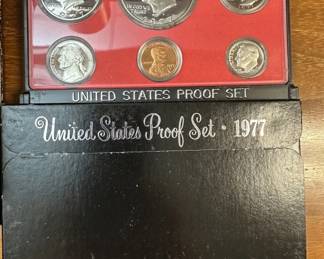 UNITED STATES PROOF SET
United States Proof Set · 1977